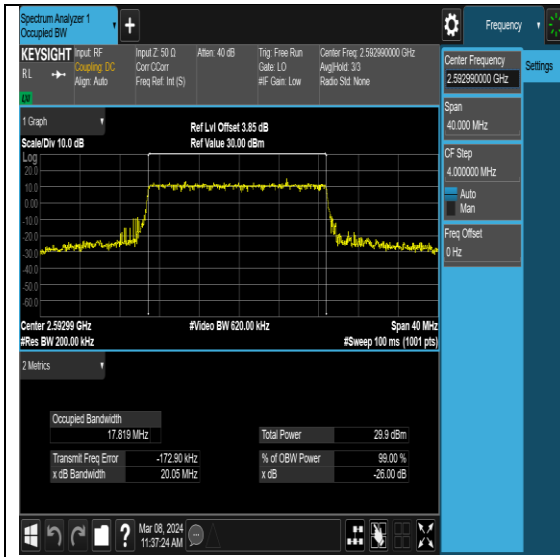 Spectrum Analyzer 1
Occupied BW
Frequency
KEYSIGHT
RL
LNI
Input: RF
Coupling: DC
Align: Auto
Input Z: 50 Ω
Corr CCorr
Freq Ref: Int (S)
Atten: 40 dB
Trig: Free Run
Gate: LO
#IF Gain: Low
Center Freq: 2.592990000 GHz
Avg|Hold: 3/3
Radio Std: None
Center Frequency
2.592990000 GHz
Settings
Span
40.000 MHz
CF Step
4.000000 MHz
Auto
Man
Freq Offset
0 Hz
1 Graph
Scale/Div 10.0 dB
Ref Lvl Offset 3.85 dB
Ref Value 30.00 dBm
Log
20.0
10.0
0.00
-10.0
-20.0
-30.0
-40.0
-50.0
-60.0
Center 2.59299 GHz
#Video BW 620.00 kHz
Span 40 MHz
#Res BW 200.00 kHz
#Sweep 100 ms (1001 pts)
2 Metrics
Occupied Bandwidth
17.819 MHz
Total Power
29.9 dBm
Transmit Freq Error
-172.90 kHz
% of OBW Power
99.00 %
x dB Bandwidth
20.05 MHz
x dB
-26.00 dB
?
Mar 08, 2024
11:37:24 AM